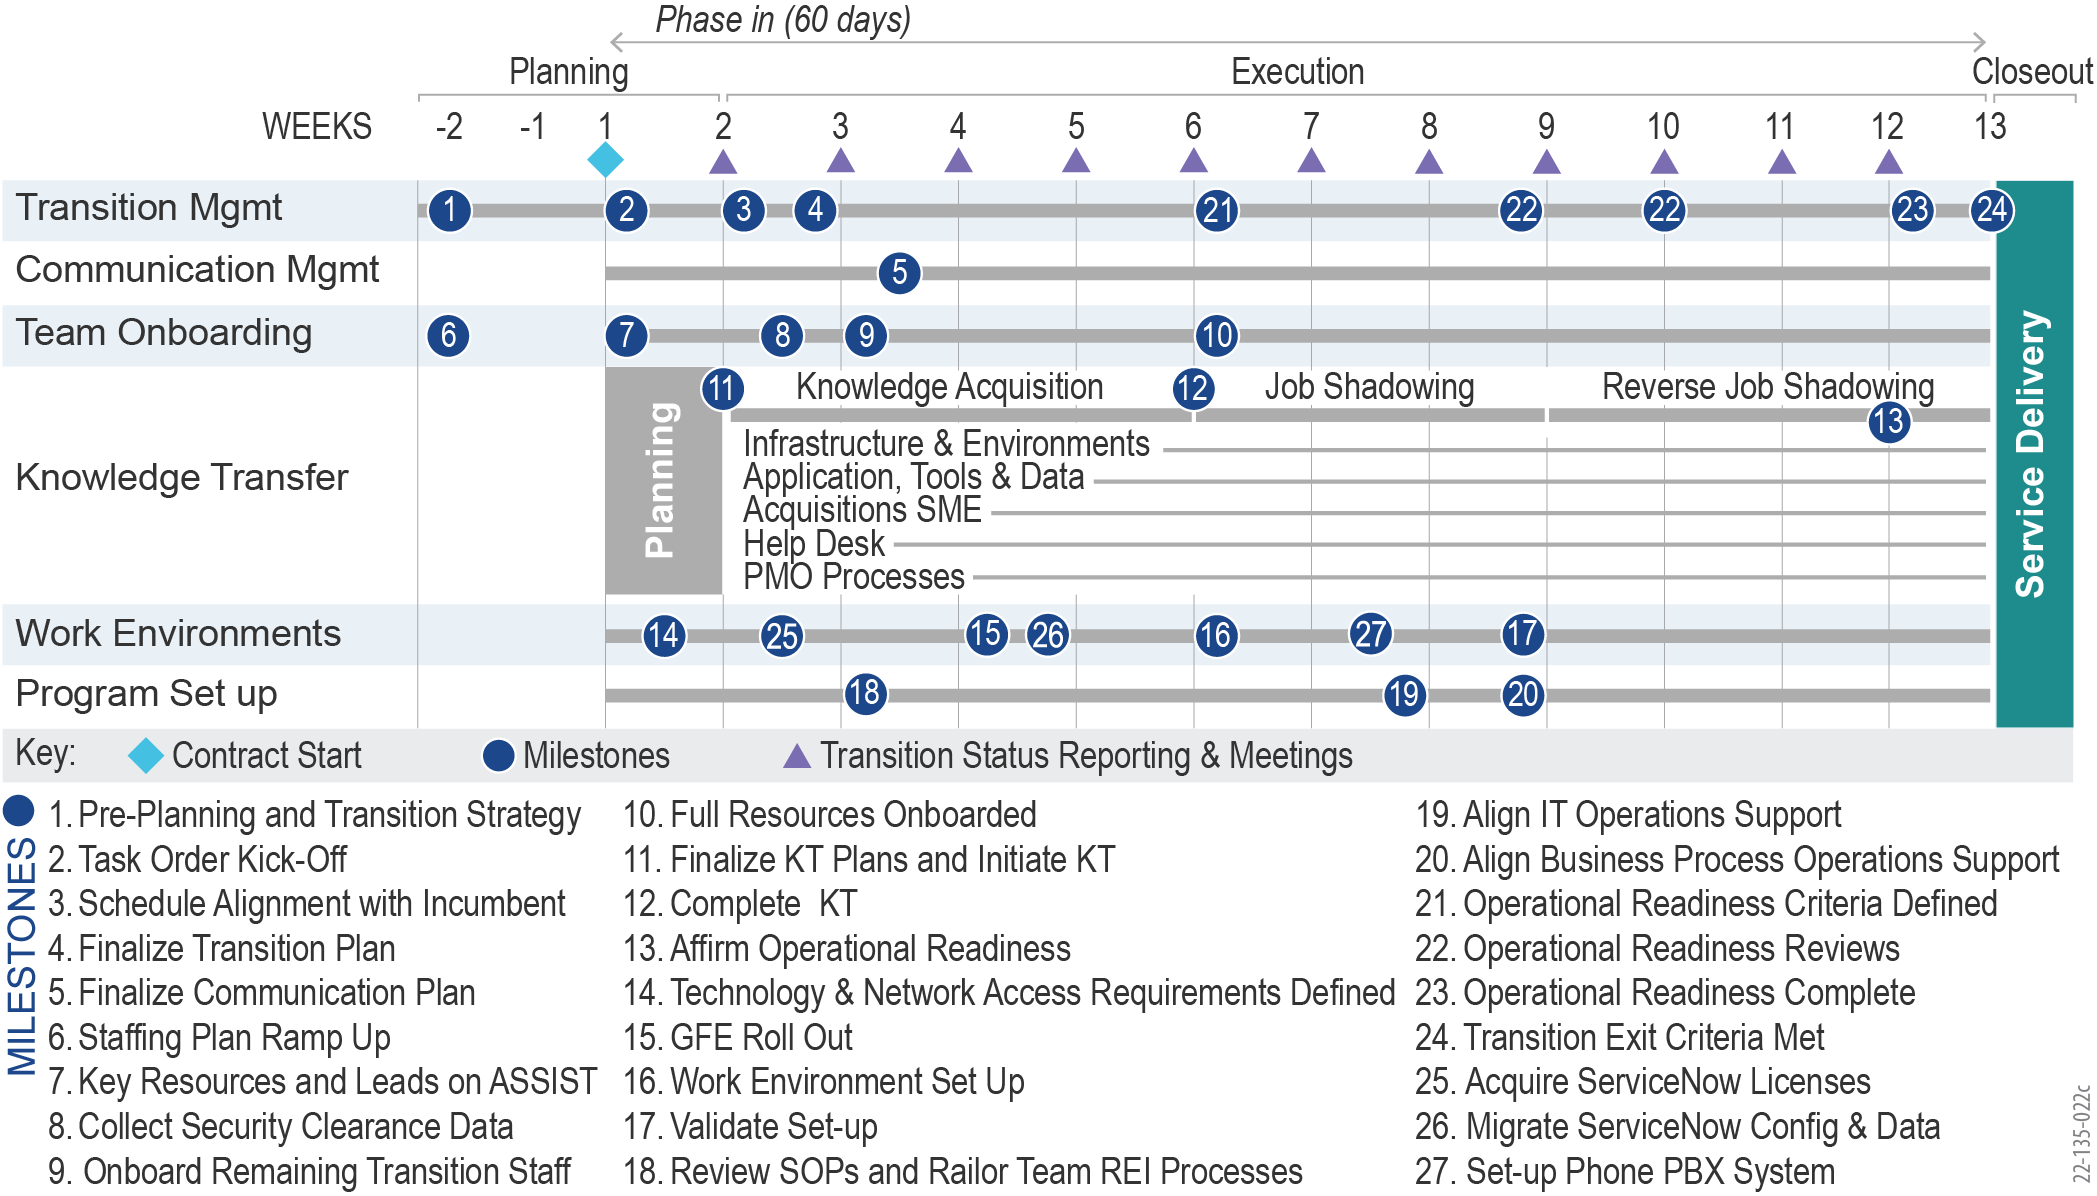 Phase in (60 days)
Planning Execution Closeout
WEEKS -2 -1 1 2 3 4 5 6 7 8 9 10 11 12 13
Transition Mgmt 1 2 3 4 21 22 22 23 24
Communication Mgmt 5
Team Onboarding 6 7 8 9 10
11 Knowledge Acquisition 12 Job Shadowing Reverse Job Shadowing
13
Knowledge Transfer
Planning
Infrastructure & Environments
Application, Tools & Data
Acquisitions SME
Help Desk
PMO Processes
Work Environments 14 25 15 26 16 27 17
Program Set up 18 19 20
Service Delivery
Key: Contract Start Milestones Transition Status Reporting & Meetings
MILESTONES
1. Pre-Planning and Transition Strategy
2. Task Order Kick-Off
3. Schedule Alignment with Incumbent
4. Finalize Transition Plan
5. Finalize Communication Plan
6. Staffing Plan Ramp Up
7. Key Resources and Leads on ASSIST
8. Collect Security Clearance Data
9. Onboard Remaining Transition Staff
10. Full Resources Onboarded
11. Finalize KT Plans and Initiate KT
12. Complete KT
13. Affirm Operational Readiness
14. Technology & Network Access Requirements Defined
15. GFE Roll Out
16. Work Environment Set Up
17. Validate Set-up
18. Review SOPs and Railor Team REI Processes
19. Align IT Operations Support
20. Align Business Process Operations Support
21. Operational Readiness Criteria Defined
22. Operational Readiness Reviews
23. Operational Readiness Complete
24. Transition Exit Criteria Met
25. Acquire ServiceNow Licenses
26. Migrate ServiceNow Config & Data
27. Set-up Phone PBX System
22-135-022c